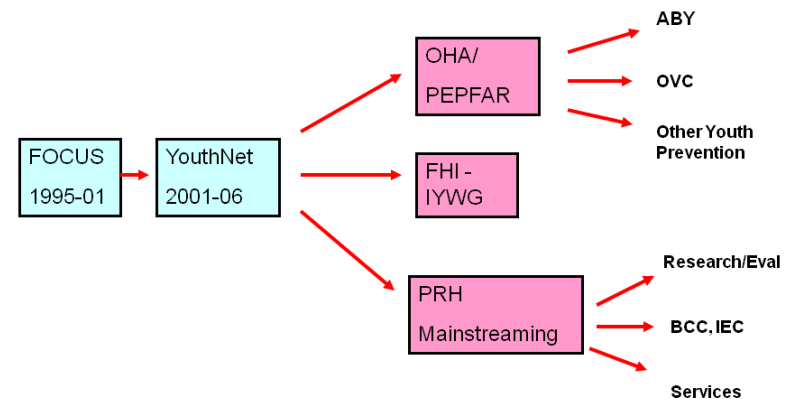 FOCUS
1995-01
YouthNet
2001-06
OHA/
PEPFAR
ABY
OVC
Other Youth
Prevention
FHI -
IYWG
PRH
Mainstreaming
Research/Eval
BCC, IEC
Services